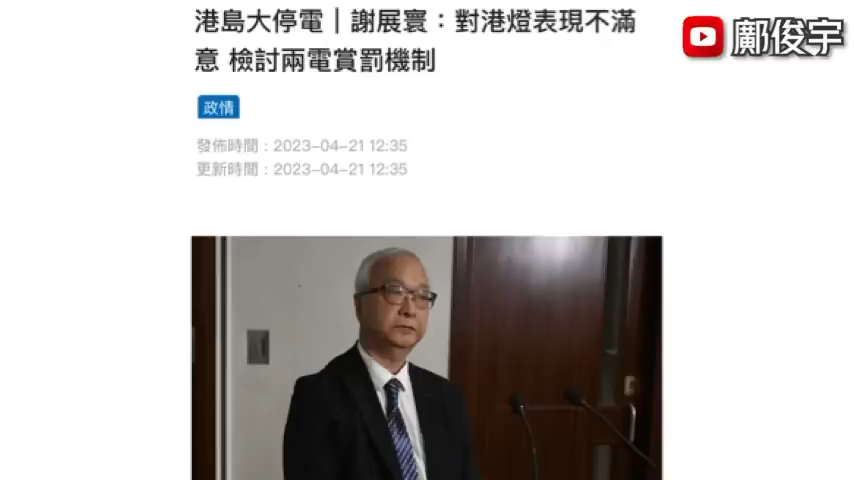 港島大停電｜謝展寰：對港燈表現不滿
意 檢討兩電賞罰機制
政情
發佈時間：2023-04-21 12:35
更新時間：2023-04-21 12:35
鄺俊宇